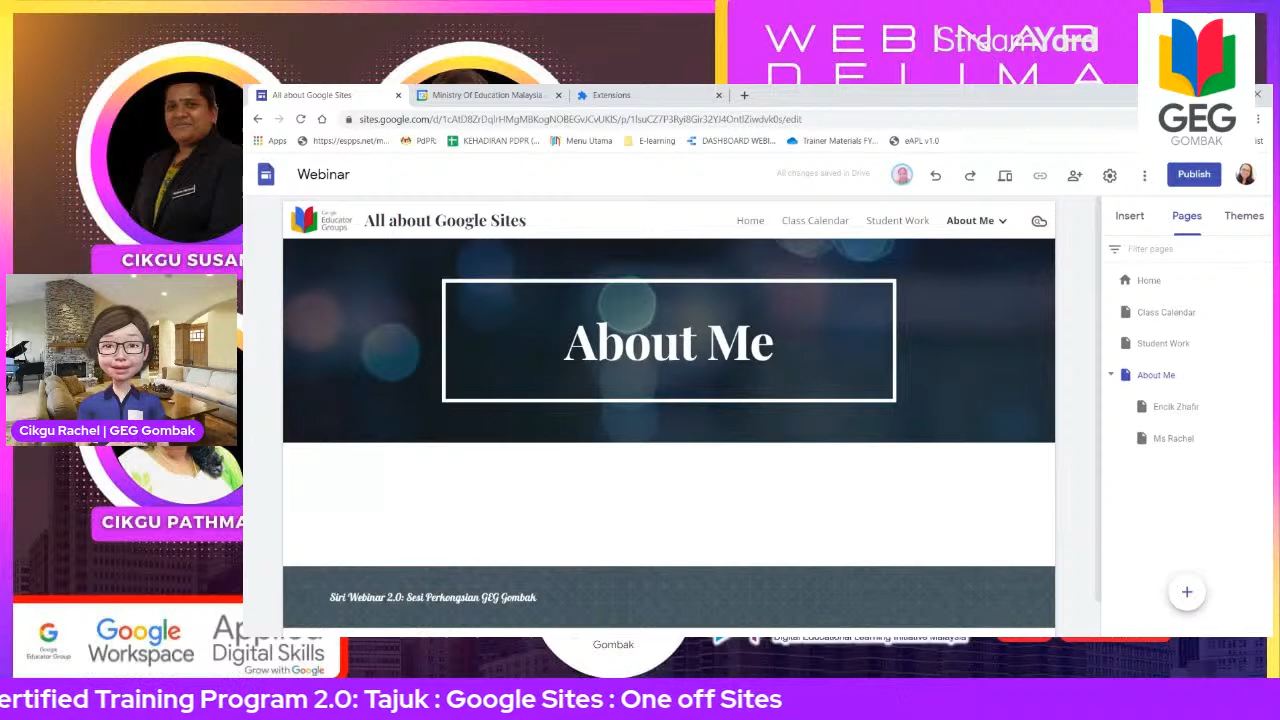 WEBINAR
StreamYard
DELIMA
GEG
GOMBAK
All about Google Sites
Ministry Of Education Malaysia
Extensions
sites.google.com/d/
/edit
Apps
https://espps.net/m...
PdPR
KEHADIRAN PDPR (...
Menu Utama
E-learning
DASHBOARD WEBI...
Trainer Materials FY...
eAPL v1.0
ist
Webinar
All changes saved in Drive
Publish
Google
Educator
Groups
All about Google Sites
Home
Class Calendar
Student Work
About Me
Insert
Pages
Themes
Filter pages
Home
Class Calendar
Student Work
About Me
Encik Zhafir
Ms Rachel
About Me
Siri Webinar 2.0: Sesi Perkongsian GEG Gombak
CIKGU SUSAN
Cikgu Rachel | GEG Gombak
CIKGU PATHMA
Google
Educator Group
Google
Workspace
Applied
Digital Skills
Grow with Google
Gombak
Digital Educational Learning Initiative Malaysia
ertified Training Program 2.0: Tajuk : Google Sites : One off Sites